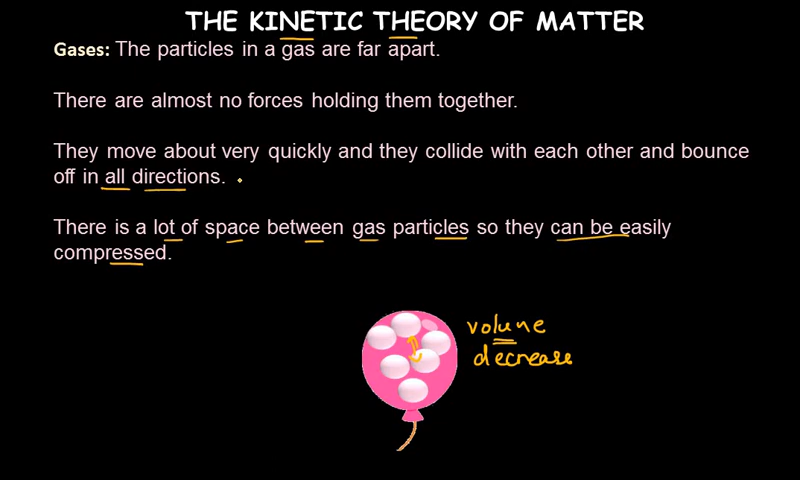 THE KINETIC THEORY OF MATTER
Gases: The particles in a gas are far apart.
There are almost no forces holding them together.
They move about very quickly and they collide with each other and bounce
off in all directions.
There is a lot of space between gas particles so they can be easily
compressed.
volune
decrease